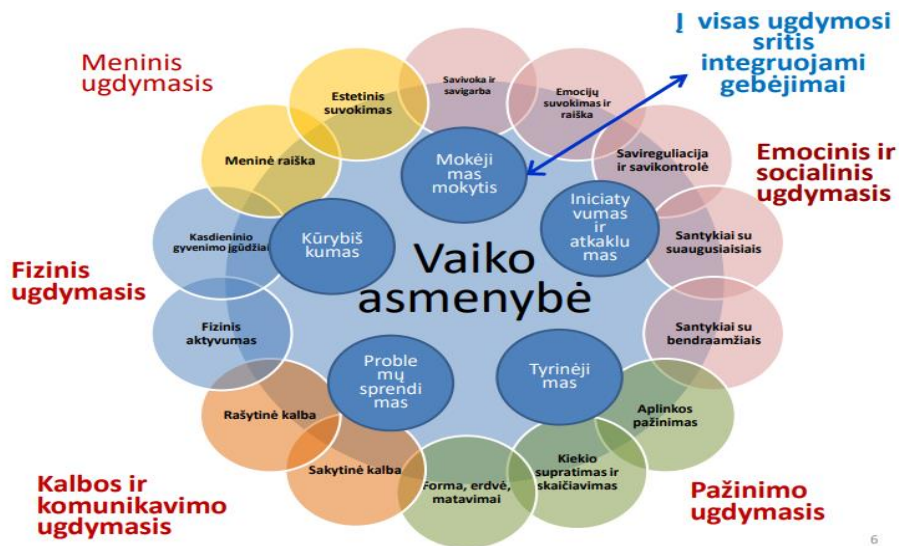 Į visas ugdymosi
sritis
integruojami
gebėjimai
Meninis
ugdymasis
Savivoka ir
savigarba
Estetinis
suvokimas
Emocijų
suvokimas ir
raiška
Meninė raiška
Mokėji
mas
mokytis
Savireguliacija
ir savikontrolė
Emocinis ir
socialinis
ugdymasis
Kasdieninio
gyvenimo įgūdžiai
Kūrybiš
kumas
Iniciaty
vumas
ir
atkaklu
mas
Santykiai su
suaugusiaisiais
Vaiko
asmenybė
Fizinis
ugdymasis
Fizinis
aktyvumas
Santykiai su
bendraamžiais
Proble
mų
sprendi
mas
Tyrinėji
mas
Rašytinė kalba
Aplinkos
pažinimas
Sakytinė kalba
Forma, erdvė,
matavimai
Kiekio
supratimas ir
skaičiavimas
Kalbos ir
komunikavimo
ugdymasis
Pažinimo
ugdymasis
6